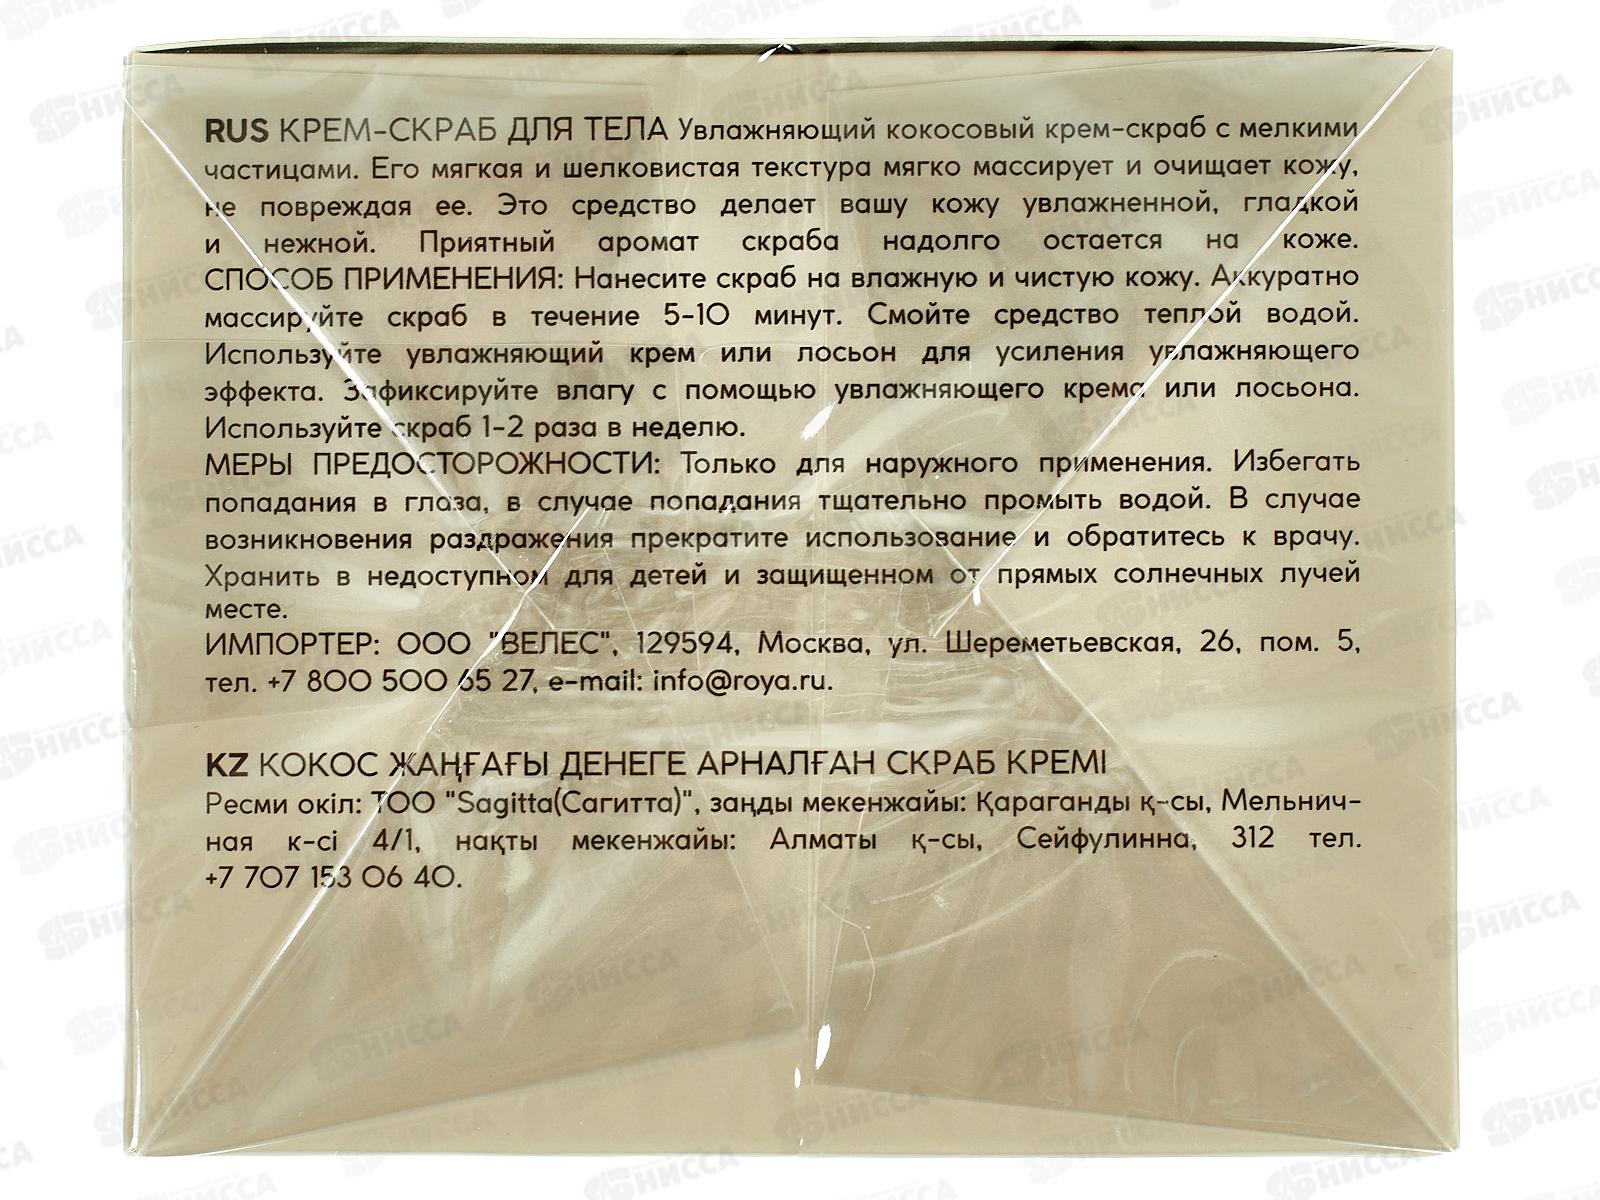 RUS КРЕМ-СКРАБ ДЛЯ ТЕЛА Увлажняющий кокосовый крем-скраб с мелкими
частицами. Его мягкая и шелковистая текстура мягко массирует и очищает кожу,
не повреждая ее. Это средство делает вашу кожу увлажненной, гладкой
и нежной. Приятный аромат скраба надолго остается на коже.
СПОСОБ ПРИМЕНЕНИЯ: Нанесите скраб на влажную и чистую кожу. Аккуратно
массируйте скраб в течение 5-10 минут. Смойте средство теплой водой.
Используйте увлажняющий крем или лосьон для усиления увлажняющего
эффекта. Зафиксируйте влагу с помощью увлажняющего крема или лосьона.
Используйте скраб 1-2 раза в неделю.
МЕРЫ ПРЕДОСТОРОЖНОСТИ: Только для наружного применения. Избегать
попадания в глаза, в случае попадания тщательно промыть водой. В случае
возникновения раздражения прекратите использование и обратитесь к врачу.
Хранить в недоступном для детей и защищенном от прямых солнечных лучей
месте.
ИМПОРТЕР: ООО "ВЕЛЕС", 129594, Москва, ул. Шереметьевская, 26, пом. 5,
тел. +7 800 500 65 27, e-mail: info@roya.ru.
KZ КОКОС ЖАҢҒАҒЫ ДЕНЕГЕ АРНАЛҒАН СКРАБ КРЕМІ
Ресми окіл: ТОО "Sagitta(Сагитта)", заңды мекенжайы: Қараганды қ-сы, Мельнич-
ная к-сі 4/1, нақты мекенжайы: Алматы қ-сы, Сейфулинна, 312 тел.
+7 707 153 06 40.